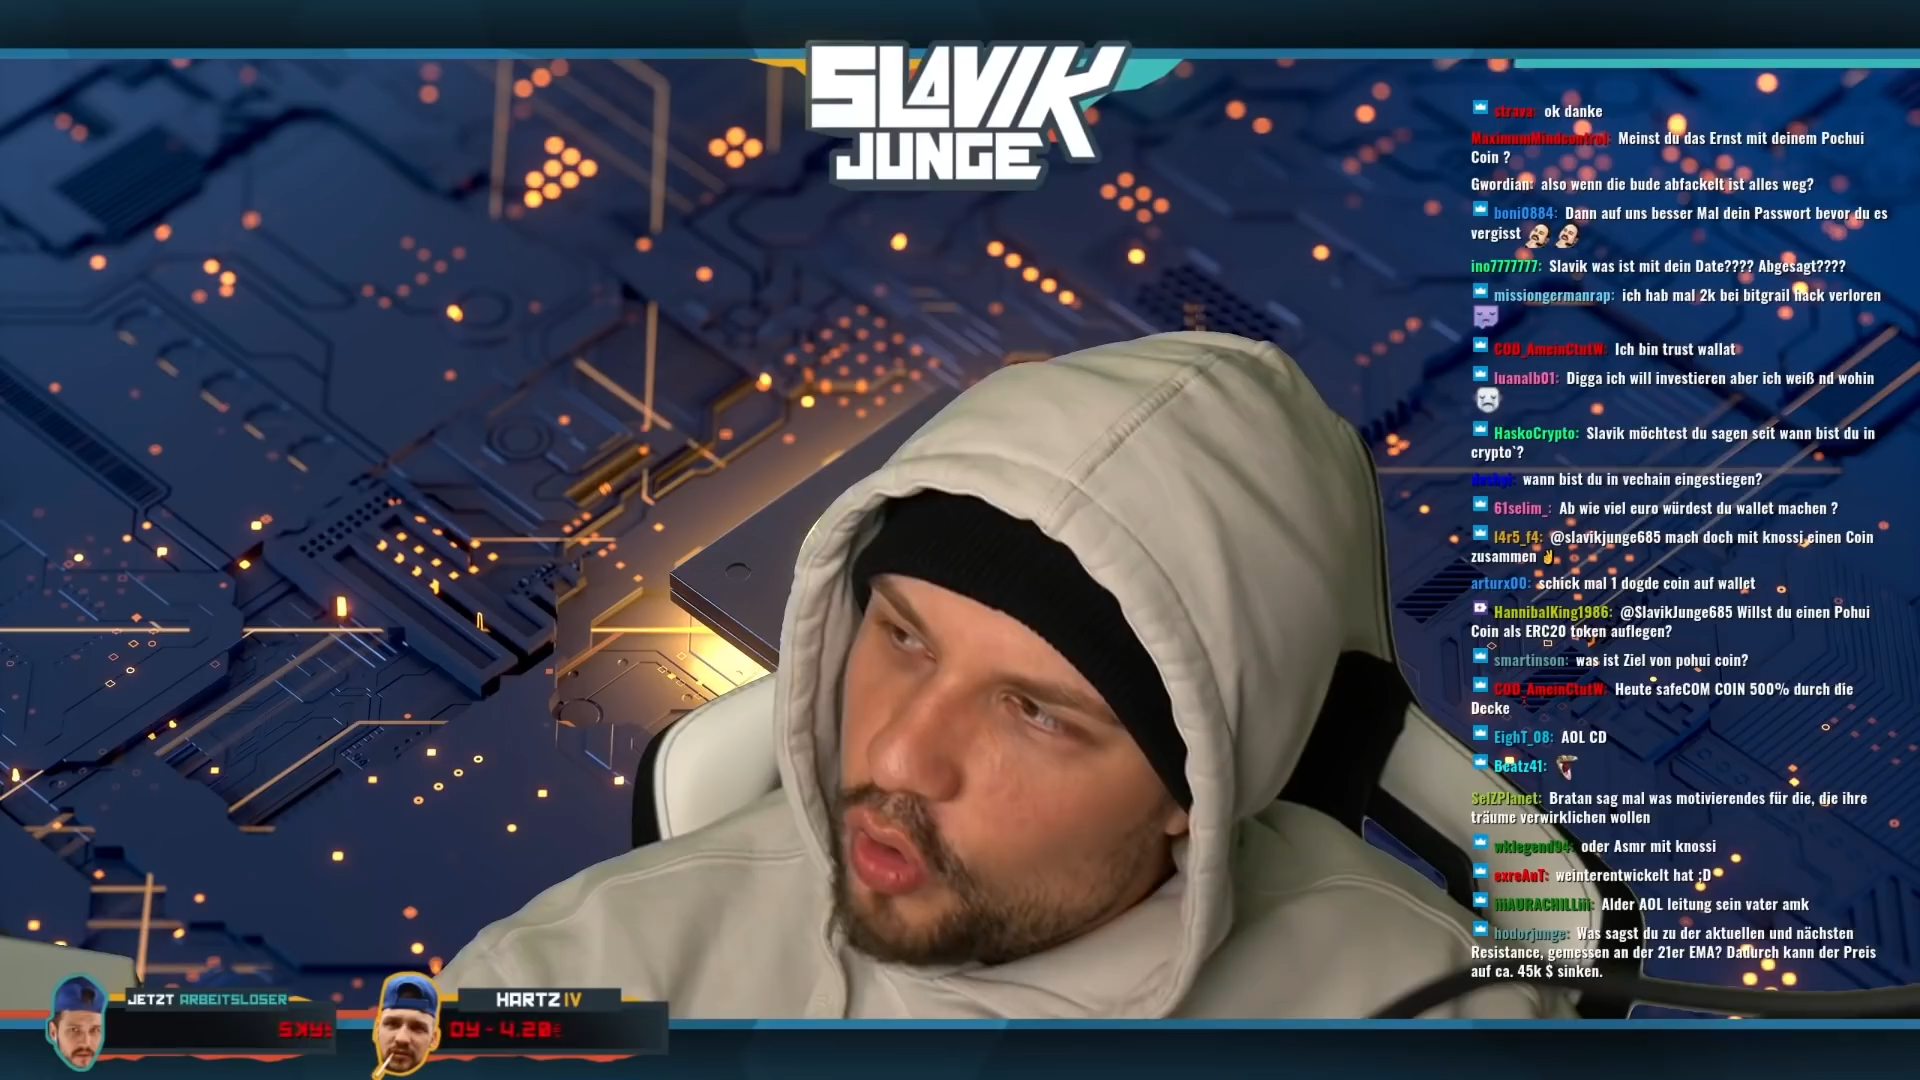 SLAVIK
JUNGE
strava: ok danke
MaximumMindcontrol: Meinst du das Ernst mit deinem Pochui
Coin ?
Gwordian: also wenn die bude abfackelt ist alles weg?
boni0884: Dann auf uns besser Mal dein Passwort bevor du es
vergisst
ino7777777: Slavik was ist mit dein Date???? Abgesagt????
missiongermanrap: ich hab mal 2k bei bitgrail hack verloren
COD_AmeinCtutW: Ich bin trust wallat
luanalb01: Digga ich will investieren aber ich weiß nd wohin
HaskoCrypto: Slavik möchtest du sagen seit wann bist du in
crypto`?
wann bist du in vechain eingestiegen?
61selim_: Ab wie viel euro würdest du wallet machen ?
l4r5_f4: @slavikjunge685 mach doch mit knossi einen Coin
zusammen ✌
arturx00: schick mal 1 dogde coin auf wallet
HannibalKing1986: @SlavikJunge685 Willst du einen Pohui
Coin als ERC20 token auflegen?
smartinson: was ist Ziel von pohui coin?
COD_AmeinCtutW: Heute safeCOM COIN 500% durch die
Decke
EighT_08: AOL CD
Beatz41:
SelZPlanet: Bratan sag mal was motivierendes für die, die ihre
träume verwirklichen wollen
wklegend94: oder Asmr mit knossi
exreAuT: weinterentwickelt hat ;D
iiiAURACHILLiii: Alder AOL leitung sein vater amk
hodorjunge: Was sagst du zu der aktuellen und nächsten
Resistance, gemessen an der 21er EMA? Dadurch kann der Preis
auf ca. 45k $ sinken.
JETZT ARBEITSLOSER
HARTZ IV
OY - 4.20€